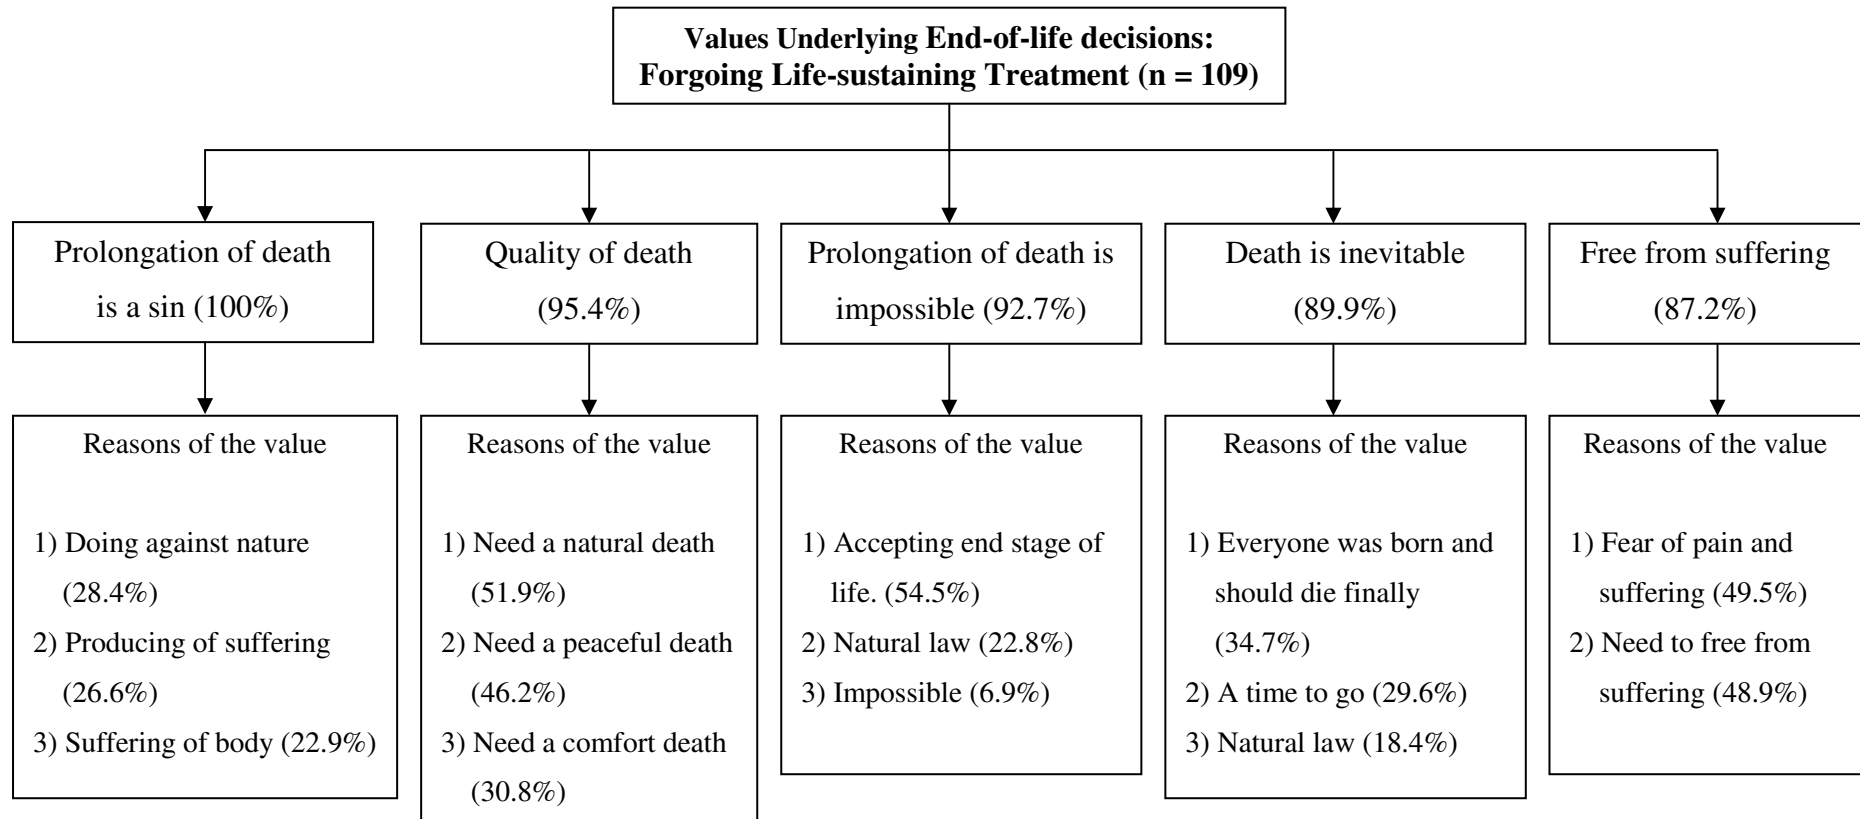 Values Underlying End-of-life decisions:
Forgoing Life-sustaining Treatment (n = 109)
Prolongation of death
is a sin (100%)
Quality of death
(95.4%)
Prolongation of death is
impossible (92.7%)
Death is inevitable
(89.9%)
Free from suffering
(87.2%)
Reasons of the value
1) Doing against nature
(28.4%)
2) Producing of suffering
(26.6%)
3) Suffering of body (22.9%)
Reasons of the value
1) Need a natural death
(51.9%)
2) Need a peaceful death
(46.2%)
3) Need a comfort death
(30.8%)
Reasons of the value
1) Accepting end stage of
life. (54.5%)
2) Natural law (22.8%)
3) Impossible (6.9%)
Reasons of the value
1) Everyone was born and
should die finally
(34.7%)
2) A time to go (29.6%)
3) Natural law (18.4%)
Reasons of the value
1) Fear of pain and
suffering (49.5%)
2) Need to free from
suffering (48.9%)